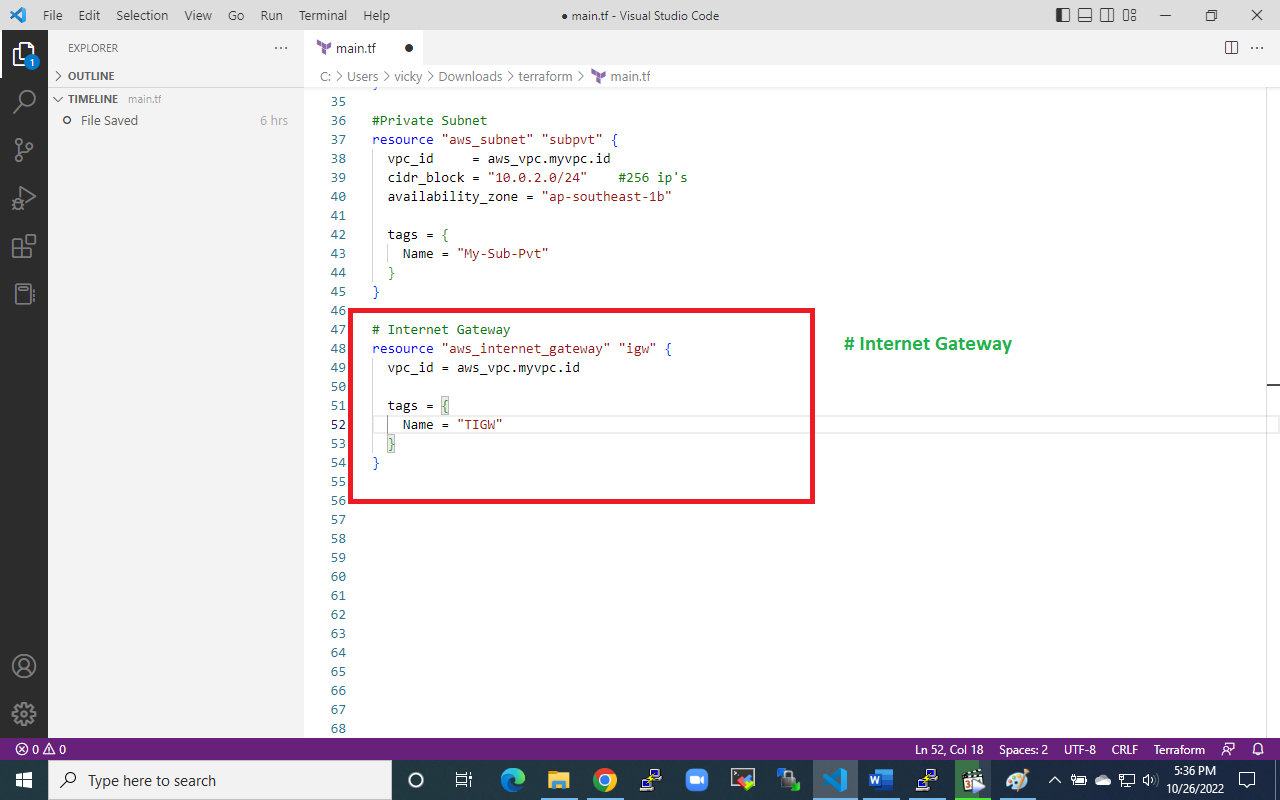 File Edit Selection View Go Run Terminal Help
● main.tf - Visual Studio Code
EXPLORER
main.tf
OUTLINE
C: > Users > vicky > Downloads > terraform > main.tf
TIMELINE main.tf
File Saved 6 hrs
1
}
35
36 #Private Subnet
37 resource "aws_subnet" "subpvt" {
38 vpc_id = aws_vpc.myvpc.id
39 cidr_block = "10.0.2.0/24" #256 ip's
40 availability_zone = "ap-southeast-1b"
41
42 tags = {
43 Name = "My-Sub-Pvt"
44 }
45 }
46
47 # Internet Gateway
48 resource "aws_internet_gateway" "igw" {
49 vpc_id = aws_vpc.myvpc.id
50
51 tags = {
52 Name = "TIGW"
53 }
54 }
55
56
57
58
59
60
61
62
63
64
65
66
67
68
# Internet Gateway
0 0
Ln 52, Col 18 Spaces: 2 UTF-8 CRLF Terraform
Type here to search
5:36 PM
10/26/2022